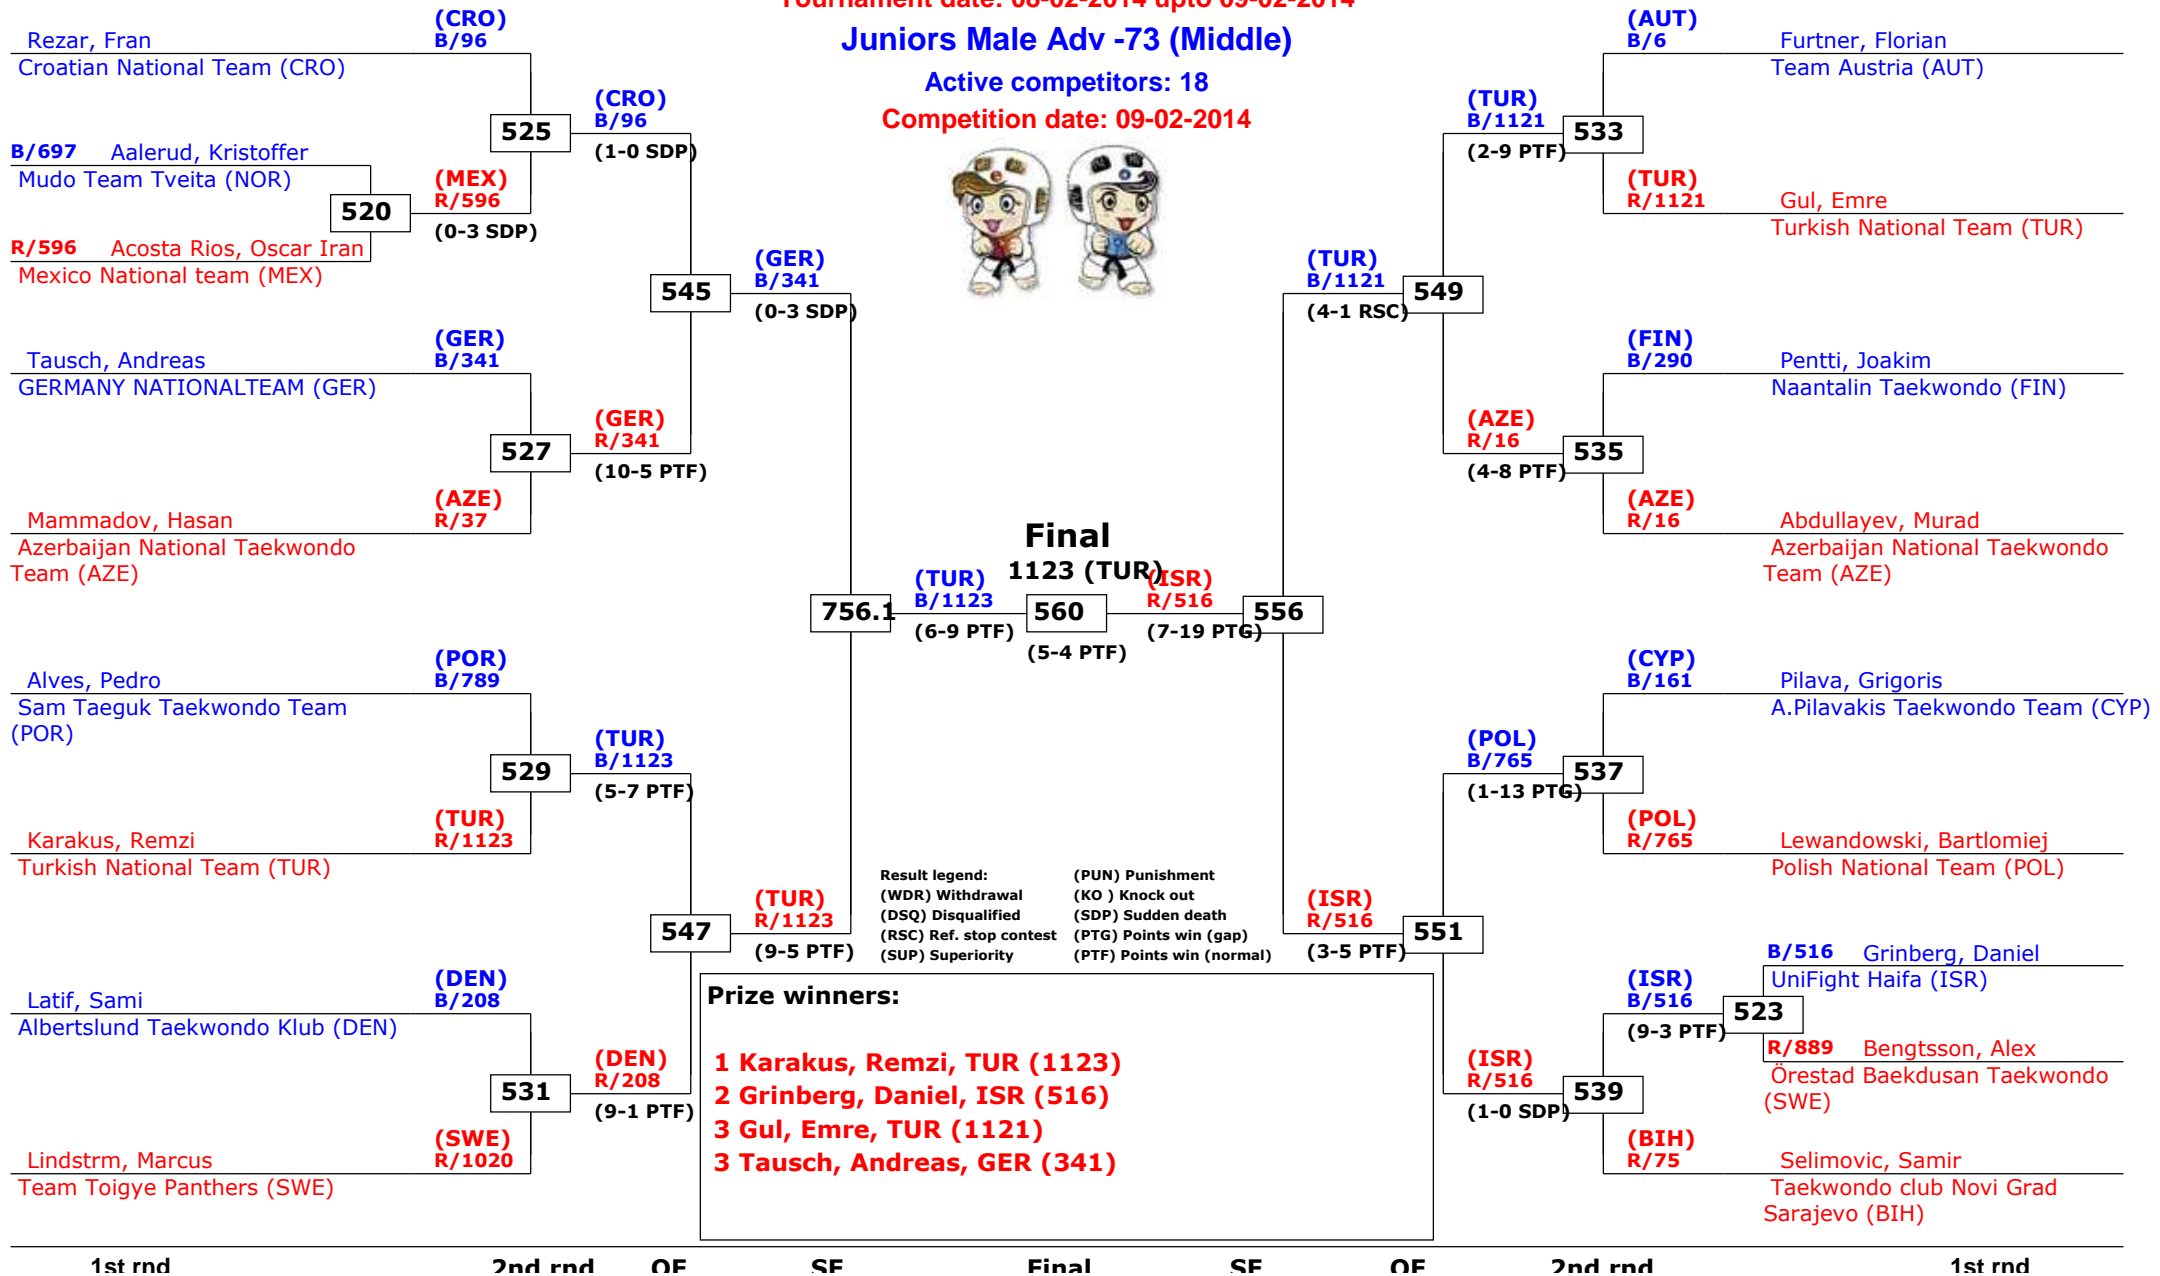 Tournament date: 08-02-2014 upto 09-02-2014
Juniors Male Adv -73 (Middle)
Active competitors: 18
Competition date: 09-02-2014
Rezar, Fran
Croatian National Team (CRO)
(CRO)
B/96
B/697 Aalerud, Kristoffer
Mudo Team Tveita (NOR)
520
R/596 Acosta Rios, Oscar Iran
Mexico National team (MEX)
(MEX)
R/596
(0-3 SDP)
525
(CRO)
B/96
(1-0 SDP)
Tausch, Andreas
GERMANY NATIONALTEAM (GER)
(GER)
B/341
527
Mammadov, Hasan
Azerbaijan National Taekwondo
Team (AZE)
(AZE)
R/37
(GER)
R/341
(10-5 PTF)
545
(GER)
B/341
(0-3 SDP)
Alves, Pedro
Sam Taeguk Taekwondo Team
(POR)
(POR)
B/789
529
Karakus, Remzi
Turkish National Team (TUR)
(TUR)
R/1123
(TUR)
B/1123
(5-7 PTF)
Latif, Sami
Albertslund Taekwondo Klub (DEN)
(DEN)
B/208
531
Lindstrm, Marcus
Team Toigye Panthers (SWE)
(SWE)
R/1020
(DEN)
R/208
(9-1 PTF)
547
(TUR)
R/1123
(9-5 PTF)
756.1
(TUR)
B/1123
(6-9 PTF)
Final
1123 (TUR)
560
(5-4 PTF)
(ISR)
R/516
(7-19 PTG)
556
(TUR)
B/1121
(4-1 RSC)
549
(TUR)
B/1121
(2-9 PTF)
533
(AUT)
B/6
Furtner, Florian
Team Austria (AUT)
(TUR)
R/1121
Gul, Emre
Turkish National Team (TUR)
(AZE)
R/16
(4-8 PTF)
535
(FIN)
B/290
Pentti, Joakim
Naantalin Taekwondo (FIN)
(AZE)
R/16
Abdullayev, Murad
Azerbaijan National Taekwondo
Team (AZE)
(ISR)
R/516
(3-5 PTF)
551
(POL)
B/765
(1-13 PTG)
537
(CYP)
B/161
Pilava, Grigoris
A.Pilavakis Taekwondo Team (CYP)
(POL)
R/765
Lewandowski, Bartlomiej
Polish National Team (POL)
(ISR)
R/516
(1-0 SDP)
539
(ISR)
B/516
(9-3 PTF)
523
B/516 Grinberg, Daniel
UniFight Haifa (ISR)
R/889 Bengtsson, Alex
Örestad Baekdusan Taekwondo
(SWE)
(BIH)
R/75
Selimovic, Samir
Taekwondo club Novi Grad
Sarajevo (BIH)
Result legend: (PUN) Punishment
(WDR) Withdrawal (KO ) Knock out
(DSQ) Disqualified (SDP) Sudden death
(RSC) Ref. stop contest (PTG) Points win (gap)
(SUP) Superiority (PTF) Points win (normal)
Prize winners:
1 Karakus, Remzi, TUR (1123)
2 Grinberg, Daniel, ISR (516)
3 Gul, Emre, TUR (1121)
3 Tausch, Andreas, GER (341)
1st rnd 2nd rnd QF SF Final SF QF 2nd rnd 1st rnd